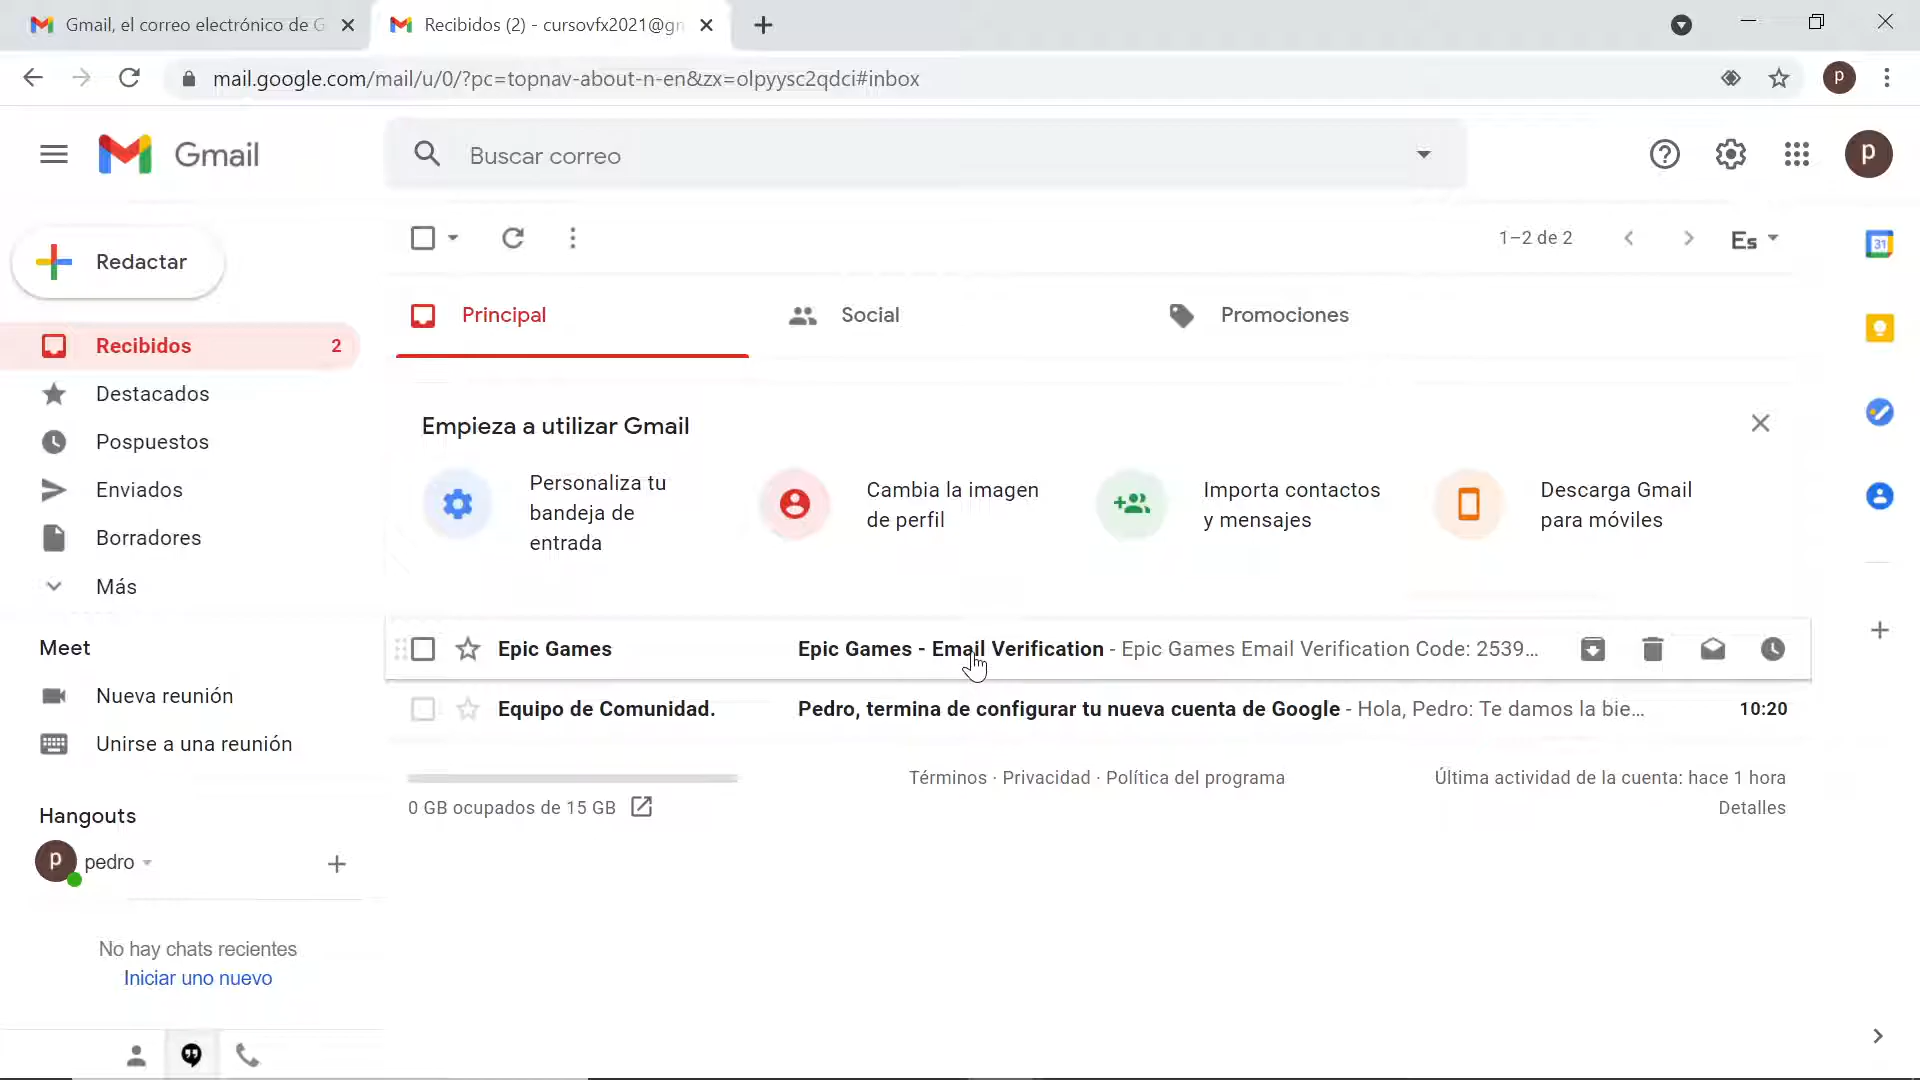 Gmail, el correo electrónico de G
Recibidos (2) - cursovfx2021@gm
mail.google.com/mail/u/0/?pc=topnav-about-n-en&zx=olpyysc2qdci#inbox
p
Gmail
Buscar correo
p
Redactar
1–2 de 2
Es
31
Principal
Social
Promociones
Recibidos 2
Destacados
Pospuestos
Enviados
Borradores
Más
Empieza a utilizar Gmail
Personaliza tu
bandeja de
entrada
Cambia la imagen
de perfil
Importa contactos
y mensajes
Descarga Gmail
para móviles
Epic Games Epic Games - Email Verification - Epic Games Email Verification Code: 2539...
Equipo de Comunidad. Pedro, termina de configurar tu nueva cuenta de Google - Hola, Pedro: Te damos la bie... 10:20
Meet
Nueva reunión
Unirse a una reunión
0 GB ocupados de 15 GB
Términos · Privacidad · Política del programa
Última actividad de la cuenta: hace 1 hora
Detalles
Hangouts
p
pedro
No hay chats recientes
Iniciar uno nuevo